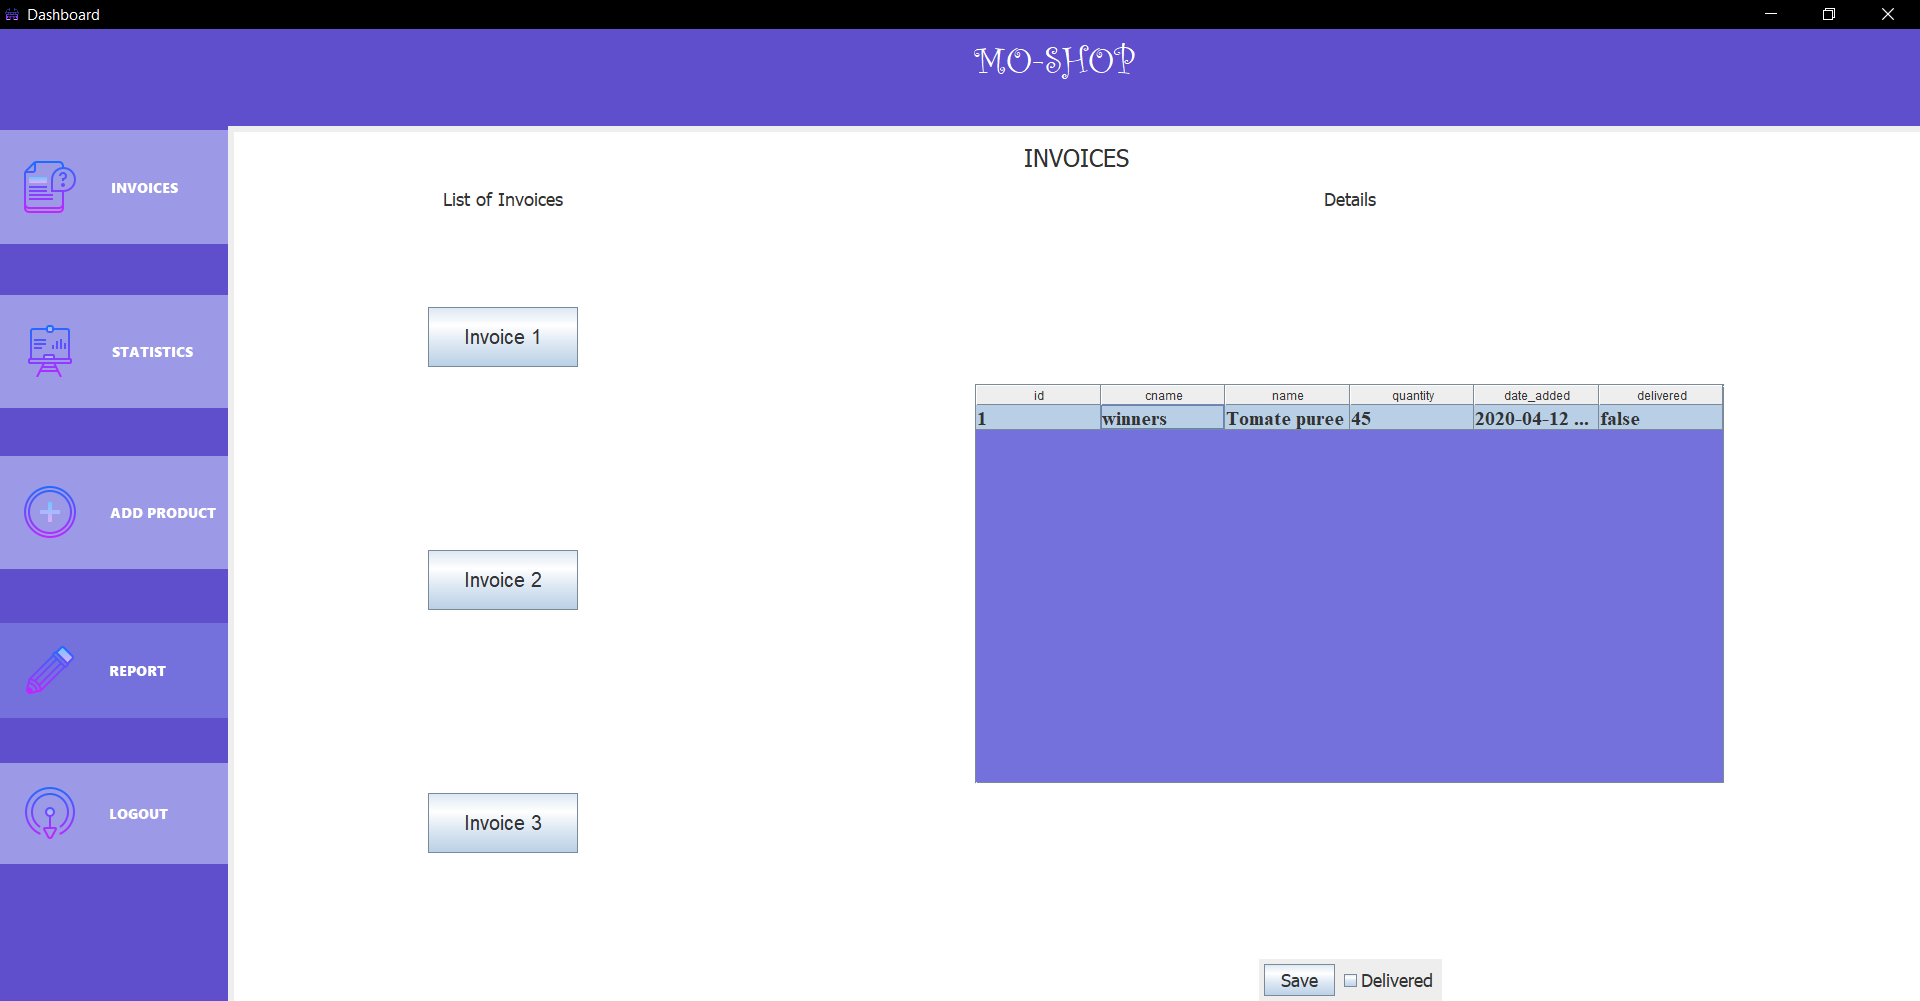 Dashboard
MO-SHOP
INVOICES
STATISTICS
ADD PRODUCT
REPORT
LOGOUT
INVOICES
List of Invoices
Invoice 1
Invoice 2
Invoice 3
Details
id cname name quantity date_added delivered
1 winners Tomate puree 45 2020-04-12 ... false
Save Delivered